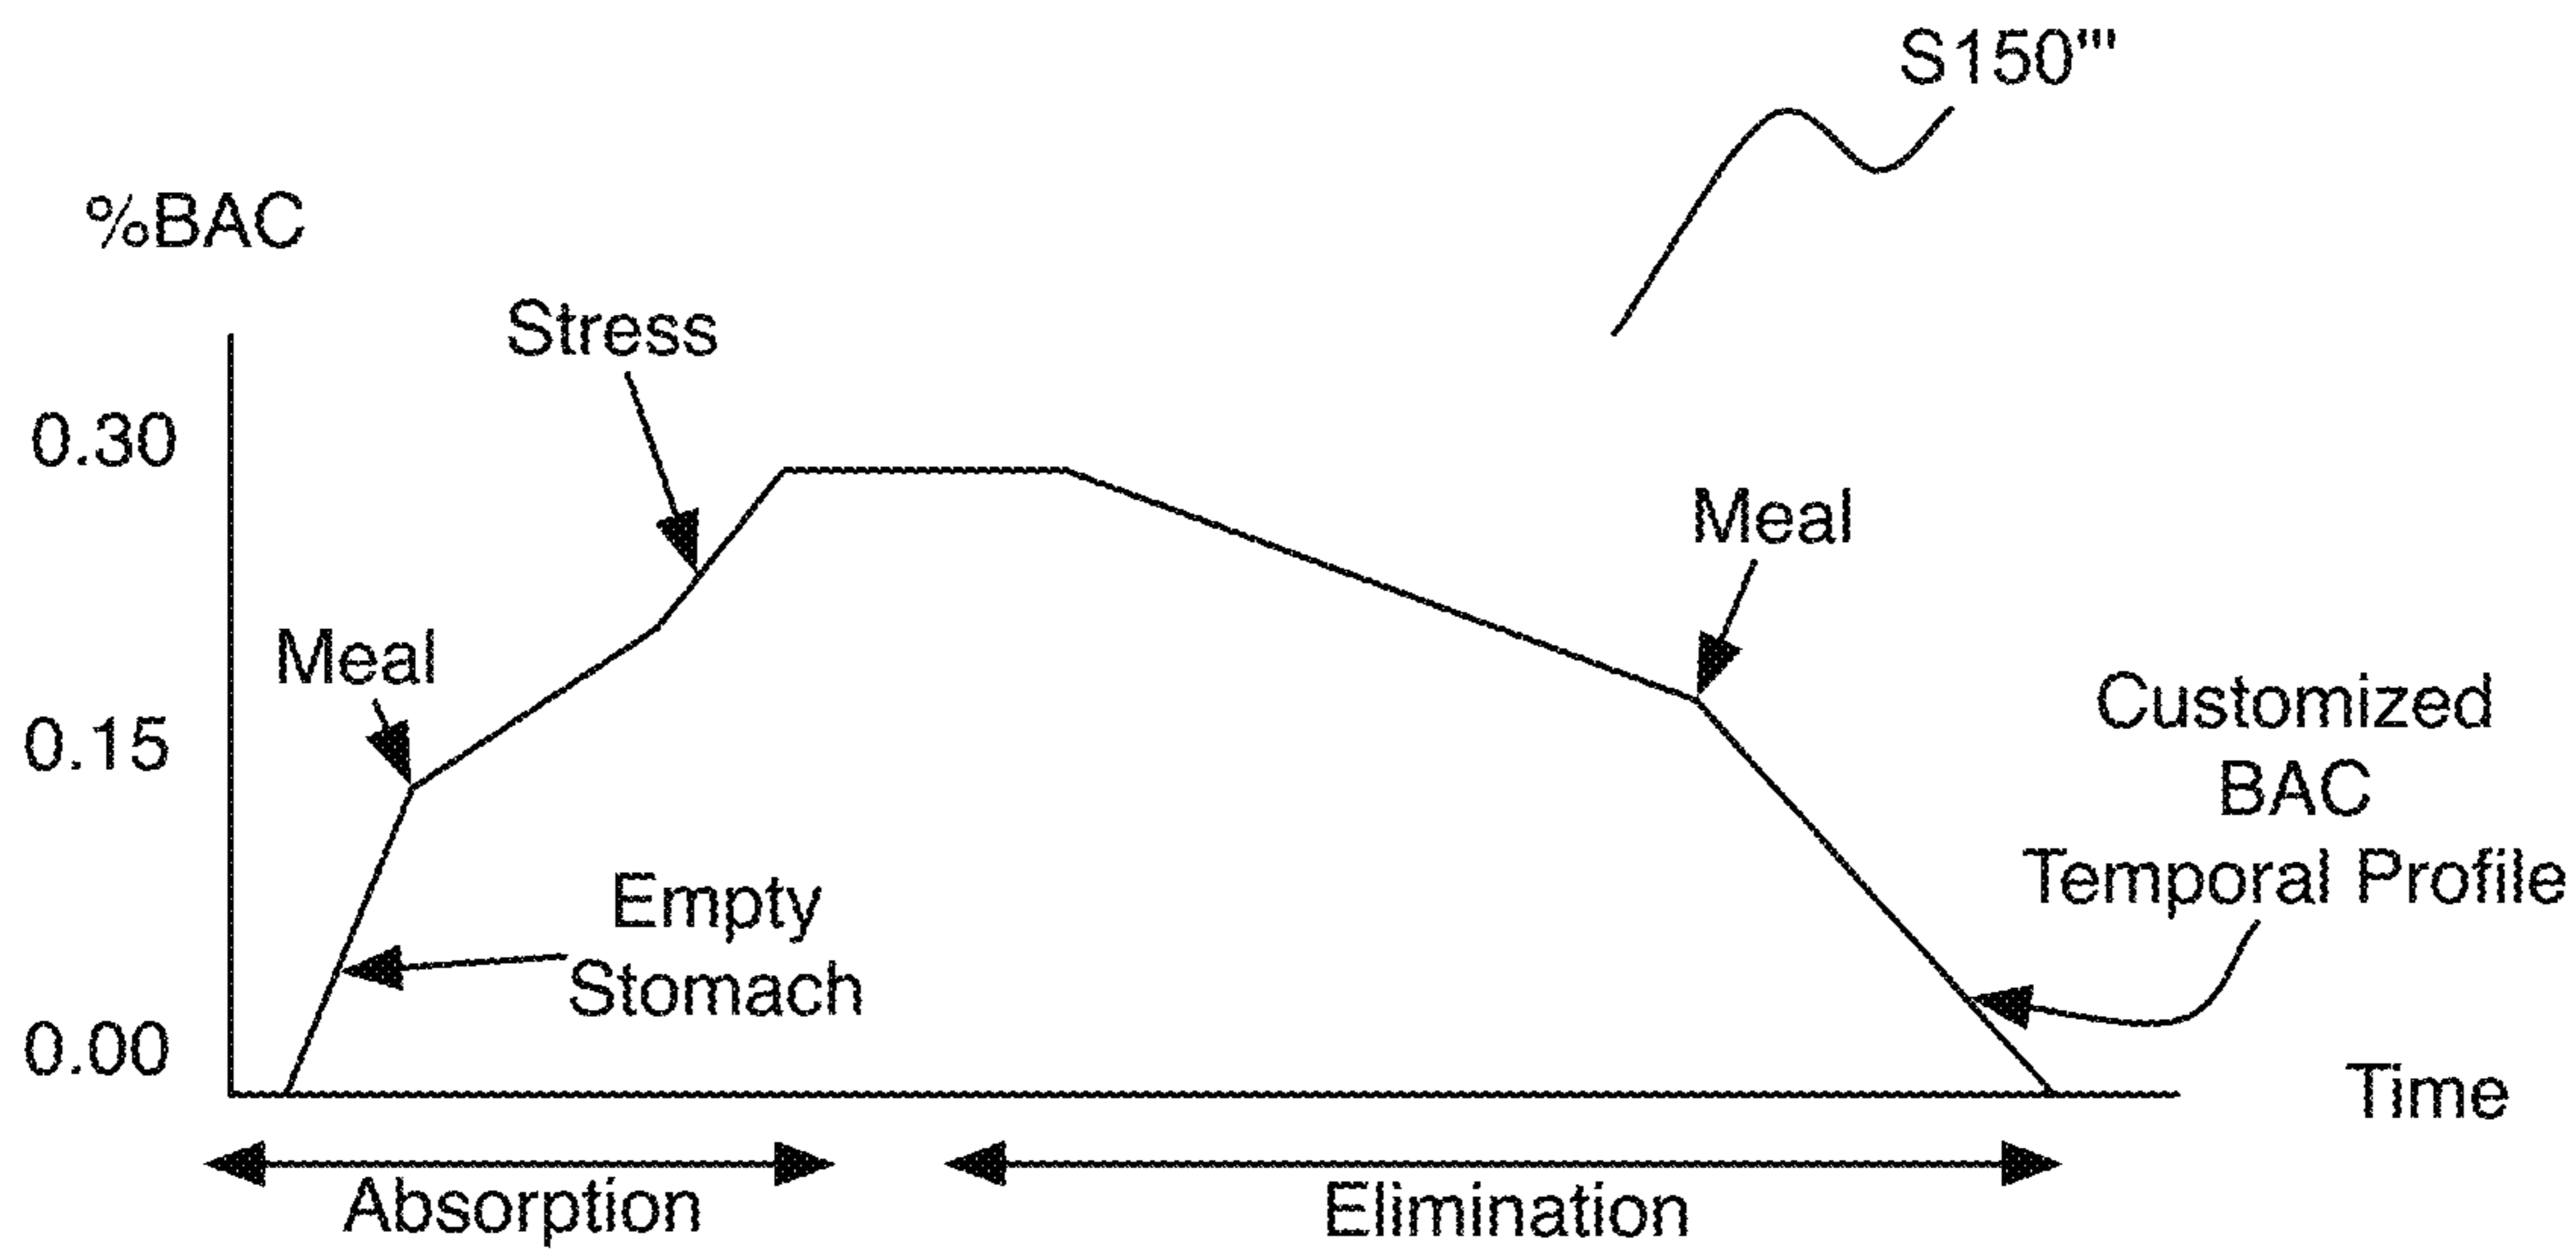 S150'''
%BAC
Stress
0.30
Meal
Meal
0.15
Customized
BAC
Temporal Profile
Empty
Stomach
0.00
Time
Absorption
Elimination